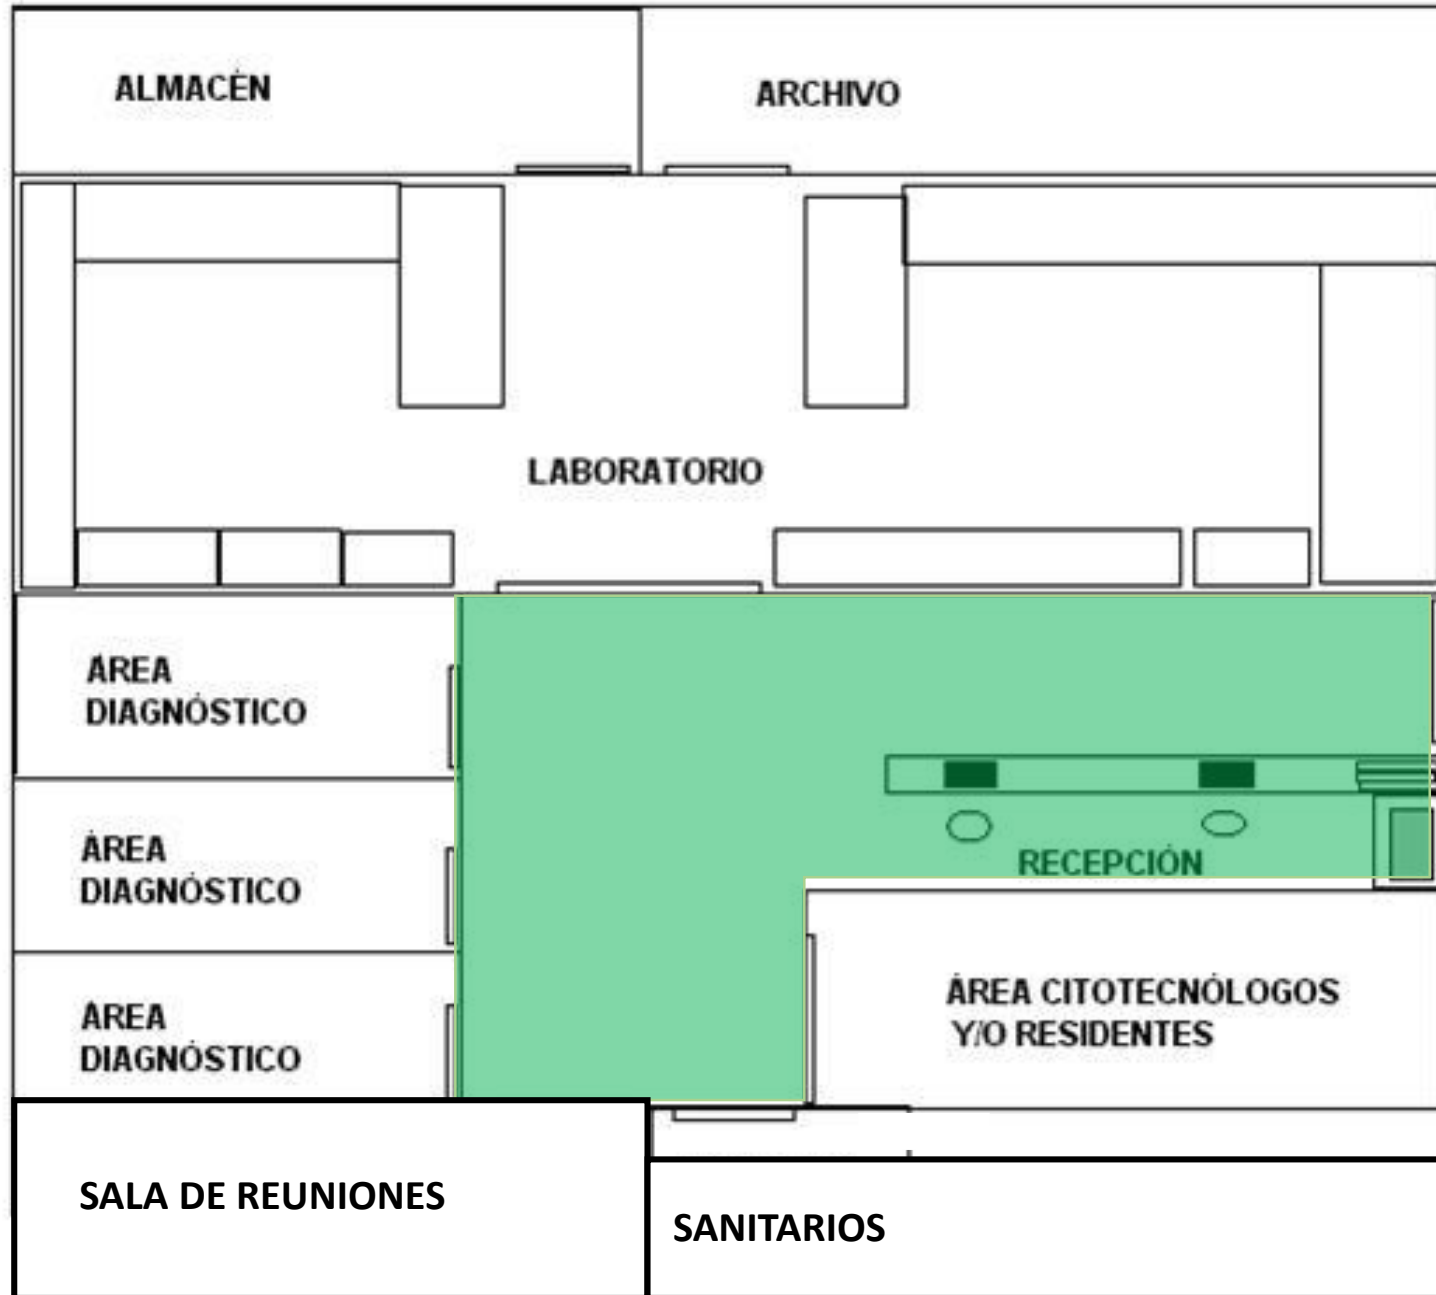 ALMACÉN
ARCHIVO
LABORATORIO
ÁREA
DIAGNÓSTICO
ÁREA
DIAGNÓSTICO
RECEPCIÓN
ÁREA
DIAGNÓSTICO
ÁREA CITOTECNÓLOGOS
Y/O RESIDENTES
SALA DE REUNIONES
SANITARIOS